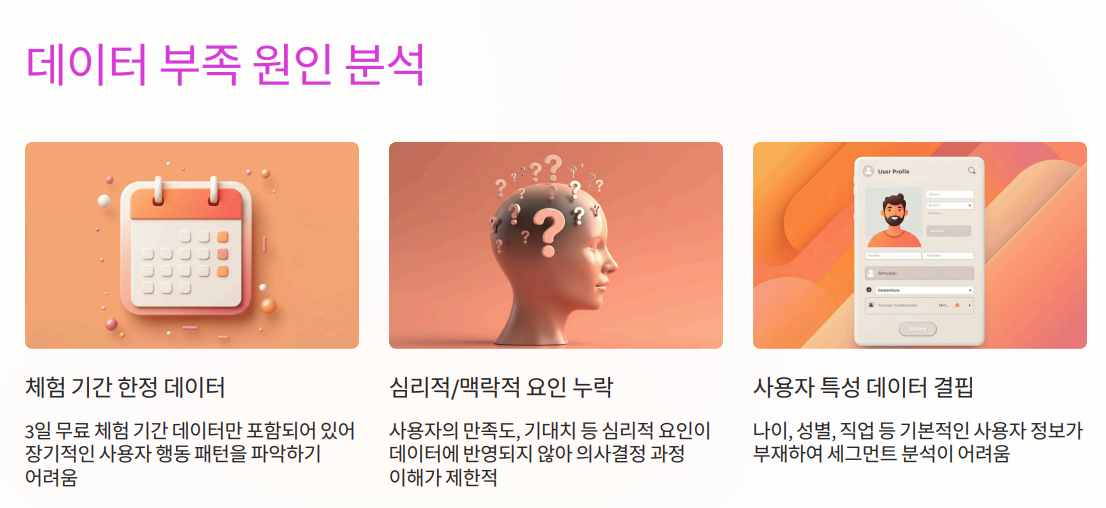 데이터 부족 원인 분석
User Profie
체험 기간 한정 데이터
심리적/맥락적 요인 누락
사용자 특성 데이터 결핍
3일 무료 체험 기간 데이터만 포함되어 있어
장기적인 사용자 행동 패턴을 파악하기
어려움
사용자의 만족도, 기대치 등 심리적 요인이
데이터에 반영되지 않아 의사결정 과정
이해가 제한적
나이, 성별, 직업 등 기본적인 사용자 정보가
부재하여 세그먼트 분석이 어려움